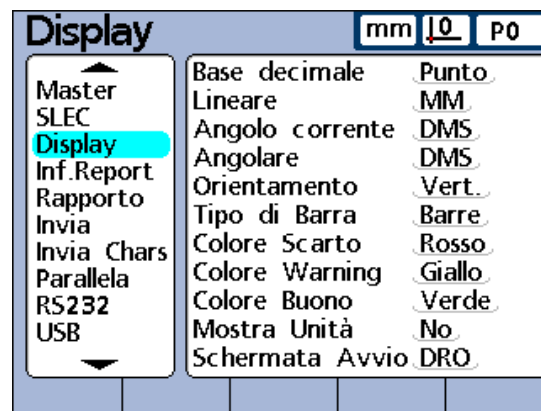 Display
mm 0 P0
Master
SLEC
Display
Inf.Report
Rapporto
Invia
Invia Chars
Parallela
RS232
USB
Base decimale Punto
Lineare MM
Angolo corrente DMS
Angolare DMS
Orientamento Vert.
Tipo di Barra Barre
Colore Scarto Rosso
Colore Warning Giallo
Colore Buono Verde
Mostra Unità No
Schermata Avvio DRO